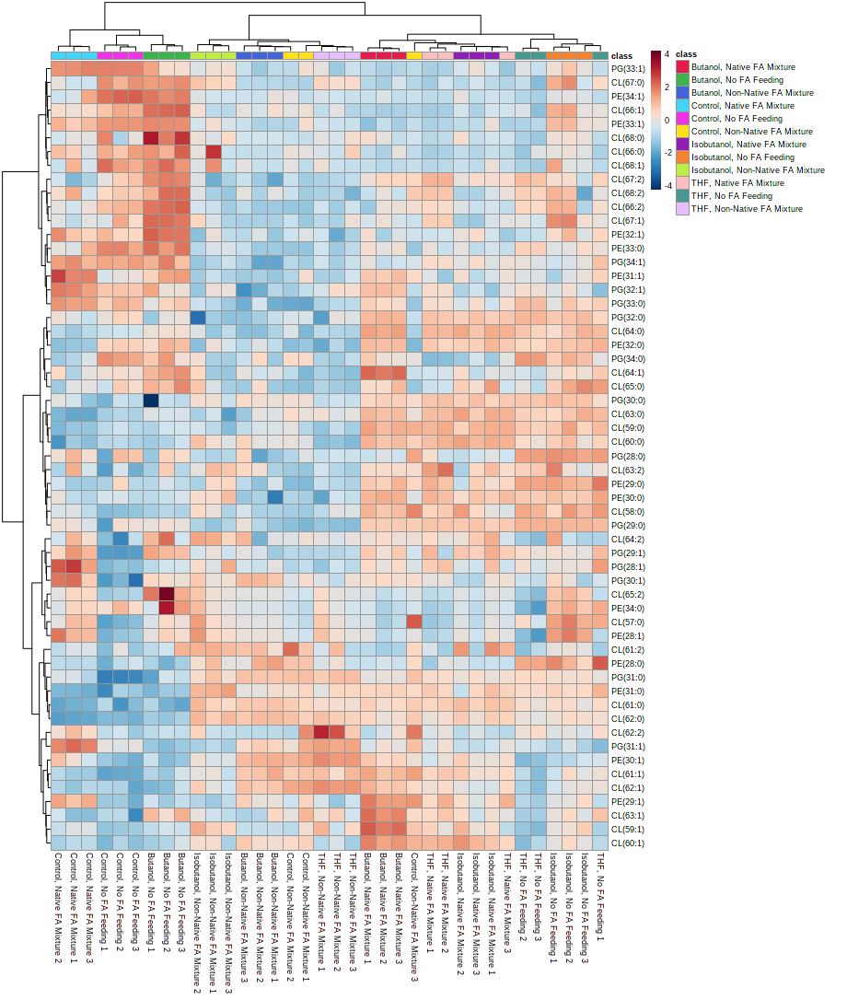 class
PG(33:1)
CL(67:0)
PE(34:1)
CL(66:1)
PE(33:1)
CL(68:0)
CL(66:0)
CL(68:1)
CL(67:2)
CL(68:2)
CL(66:2)
CL(67:1)
PE(32:1)
PE(33:0)
PG(34:1)
PE(31:1)
PG(32:1)
PG(33:0)
PG(32:0)
CL(64:0)
PE(32:0)
PG(34:0)
CL(64:1)
CL(65:0)
PG(30:0)
CL(63:0)
CL(59:0)
CL(60:0)
PG(28:0)
CL(63:2)
PE(29:0)
PE(30:0)
CL(58:0)
PG(29:0)
CL(64:2)
PG(29:1)
PG(28:1)
PG(30:1)
CL(65:2)
PE(34:0)
CL(57:0)
PE(28:1)
CL(61:2)
PE(28:0)
PG(31:0)
PE(31:0)
CL(61:0)
CL(62:0)
CL(62:2)
PG(31:1)
PE(30:1)
CL(61:1)
CL(62:1)
PE(29:1)
CL(63:1)
CL(59:1)
CL(60:1)
4
2
0
-2
-4
class
Butanol, Native FA Mixture
Butanol, No FA Feeding
Butanol, Non-Native FA Mixture
Control, Native FA Mixture
Control, No FA Feeding
Control, Non-Native FA Mixture
Isobutanol, Native FA Mixture
Isobutanol, No FA Feeding
Isobutanol, Non-Native FA Mixture
THF, Native FA Mixture
THF, No FA Feeding
THF, Non-Native FA Mixture
Control, Native FA Mixture 2
Control, Native FA Mixture 1
Control, Native FA Mixture 3
Control, No FA Feeding 1
Control, No FA Feeding 2
Control, No FA Feeding 3
Butanol, No FA Feeding 1
Butanol, No FA Feeding 2
Butanol, No FA Feeding 3
Isobutanol, Non-Native FA Mixture 2
Isobutanol, Non-Native FA Mixture 1
Isobutanol, Non-Native FA Mixture 3
Butanol, Non-Native FA Mixture 3
Butanol, Non-Native FA Mixture 2
Butanol, Non-Native FA Mixture 1
Control, Non-Native FA Mixture 2
Control, Non-Native FA Mixture 1
THF, Non-Native FA Mixture 1
THF, Non-Native FA Mixture 2
THF, Non-Native FA Mixture 3
Butanol, Native FA Mixture 1
Butanol, Native FA Mixture 2
Butanol, Native FA Mixture 3
Control, Non-Native FA Mixture 3
THF, Native FA Mixture 1
THF, Native FA Mixture 2
Isobutanol, Native FA Mixture 2
Isobutanol, Native FA Mixture 3
Isobutanol, Native FA Mixture 1
THF, Native FA Mixture 3
THF, No FA Feeding 2
THF, No FA Feeding 3
Isobutanol, No FA Feeding 1
Isobutanol, No FA Feeding 2
Isobutanol, No FA Feeding 3
THF, No FA Feeding 1